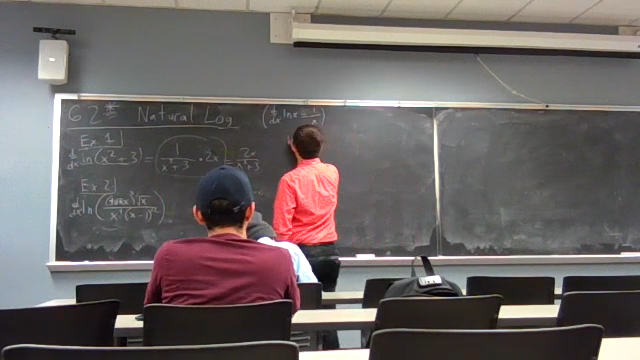 6.2* Natural Log (d/dx ln x = 1/x)
Ex 1
d/dx ln(x²+3) = 1/(x²+3) · 2x = 2x/(x²+3)
Ex 2
d/dx ln(